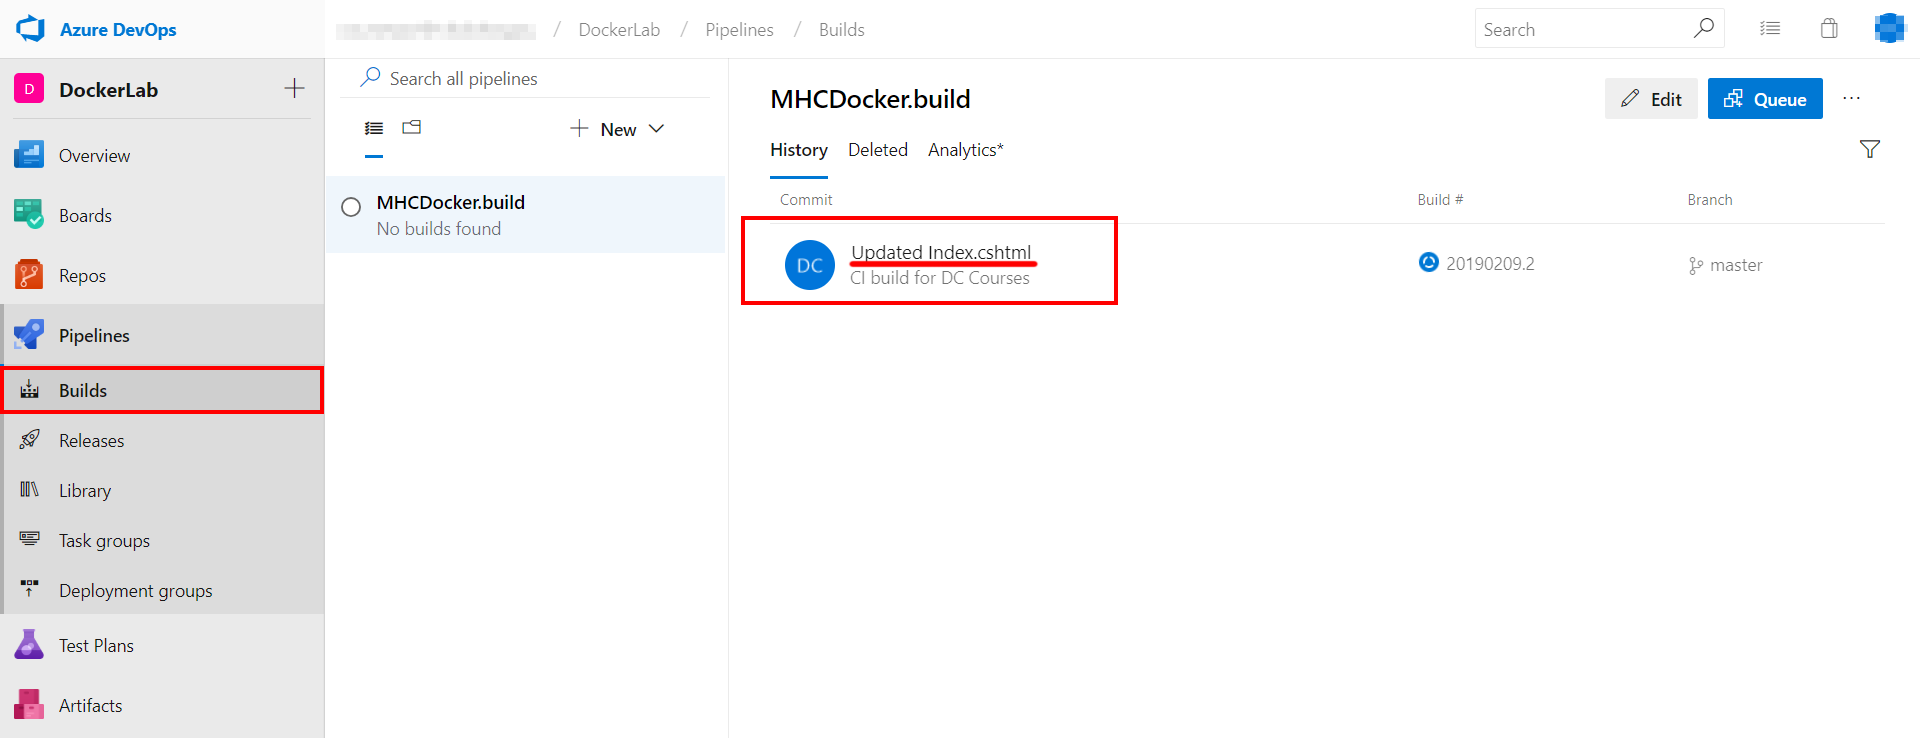 Azure DevOps
/ DockerLab / Pipelines / Builds
Search
D DockerLab
Overview
Boards
Repos
Pipelines
Builds
Releases
Library
Task groups
Deployment groups
Test Plans
Artifacts
Search all pipelines
New
MHCDocker.build
No builds found
MHCDocker.build
Edit
Queue
...
History Deleted Analytics*
Commit Build # Branch
DC
Updated Index.cshtml
CI build for DC Courses
20190209.2
master